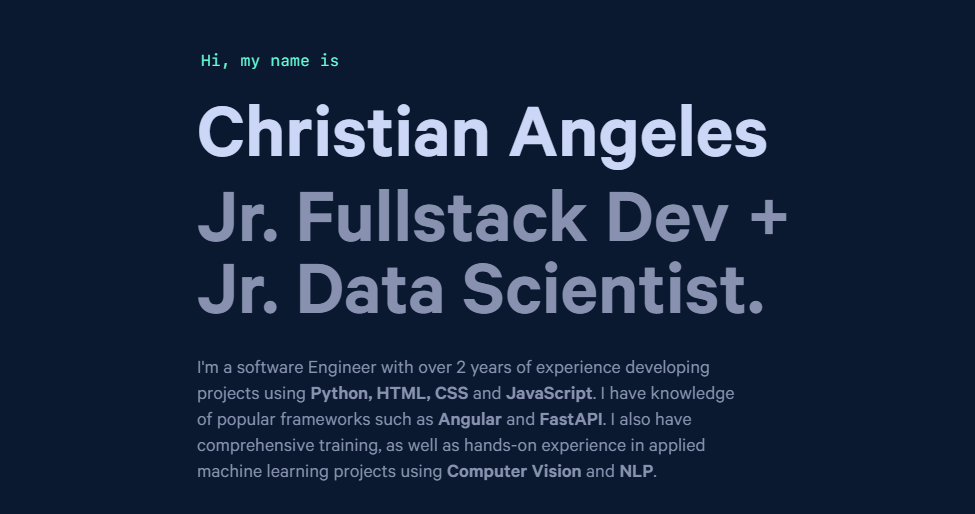 Hi, my name is
Christian Angeles
Jr. Fullstack Dev +
Jr. Data Scientist.
I'm a software Engineer with over 2 years of experience developing
projects using Python, HTML, CSS and JavaScript. I have knowledge
of popular frameworks such as Angular and FastAPI. I also have
comprehensive training, as well as hands-on experience in applied
machine learning projects using Computer Vision and NLP.